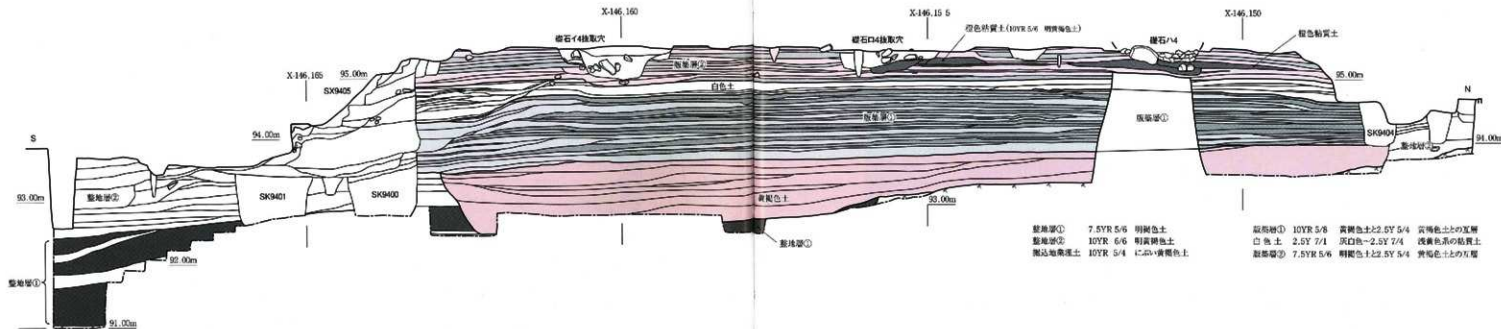 X-146,160
X-146,15 5
X-146,150
礎石イ4抜取穴
礎石ロ4抜取穴
橙色粘質土(10YR 5/6 明黄褐色土)
礎石ハ4
橙色粘質土
X-146,165
95.00m
SX9405
版築層②
白色土
95.00m
N
94.00m
S
版築層①
版築層①
SK9404
94.00m
整地層②
93.00m
整地層②
SK9401
SK9400
黄褐色土
93.00m
整地層①
92.00m
整地層①
91.00m
整地層① 7.5YR 5/6 明褐色土
整地層② 10YR 6/6 明黄褐色土
掘込地業埋土 10YR 5/4 にぶい黄褐色土
版築層① 10YR 5/8 黄褐色土と2.5Y 5/4 黄褐色土との互層
白色土 2.5Y 7/1 灰白色~2.5Y 7/4 浅黄色系の粘質土
版築層② 7.5YR 5/6 明褐色土と2.5Y 5/4 黄褐色土との互層